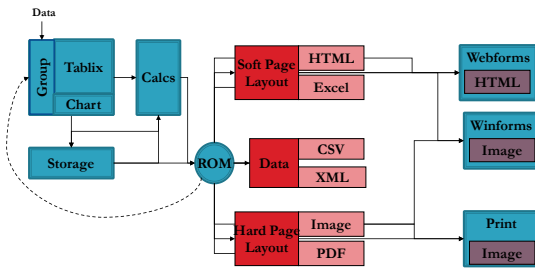 Data
Group
Tablix
Chart
Calcs
Storage
ROM
Soft Page
Layout
HTML
Excel
Data
CSV
XML
Hard Page
Layout
Image
PDF
Webforms
HTML
Winforms
Image
Print
Image